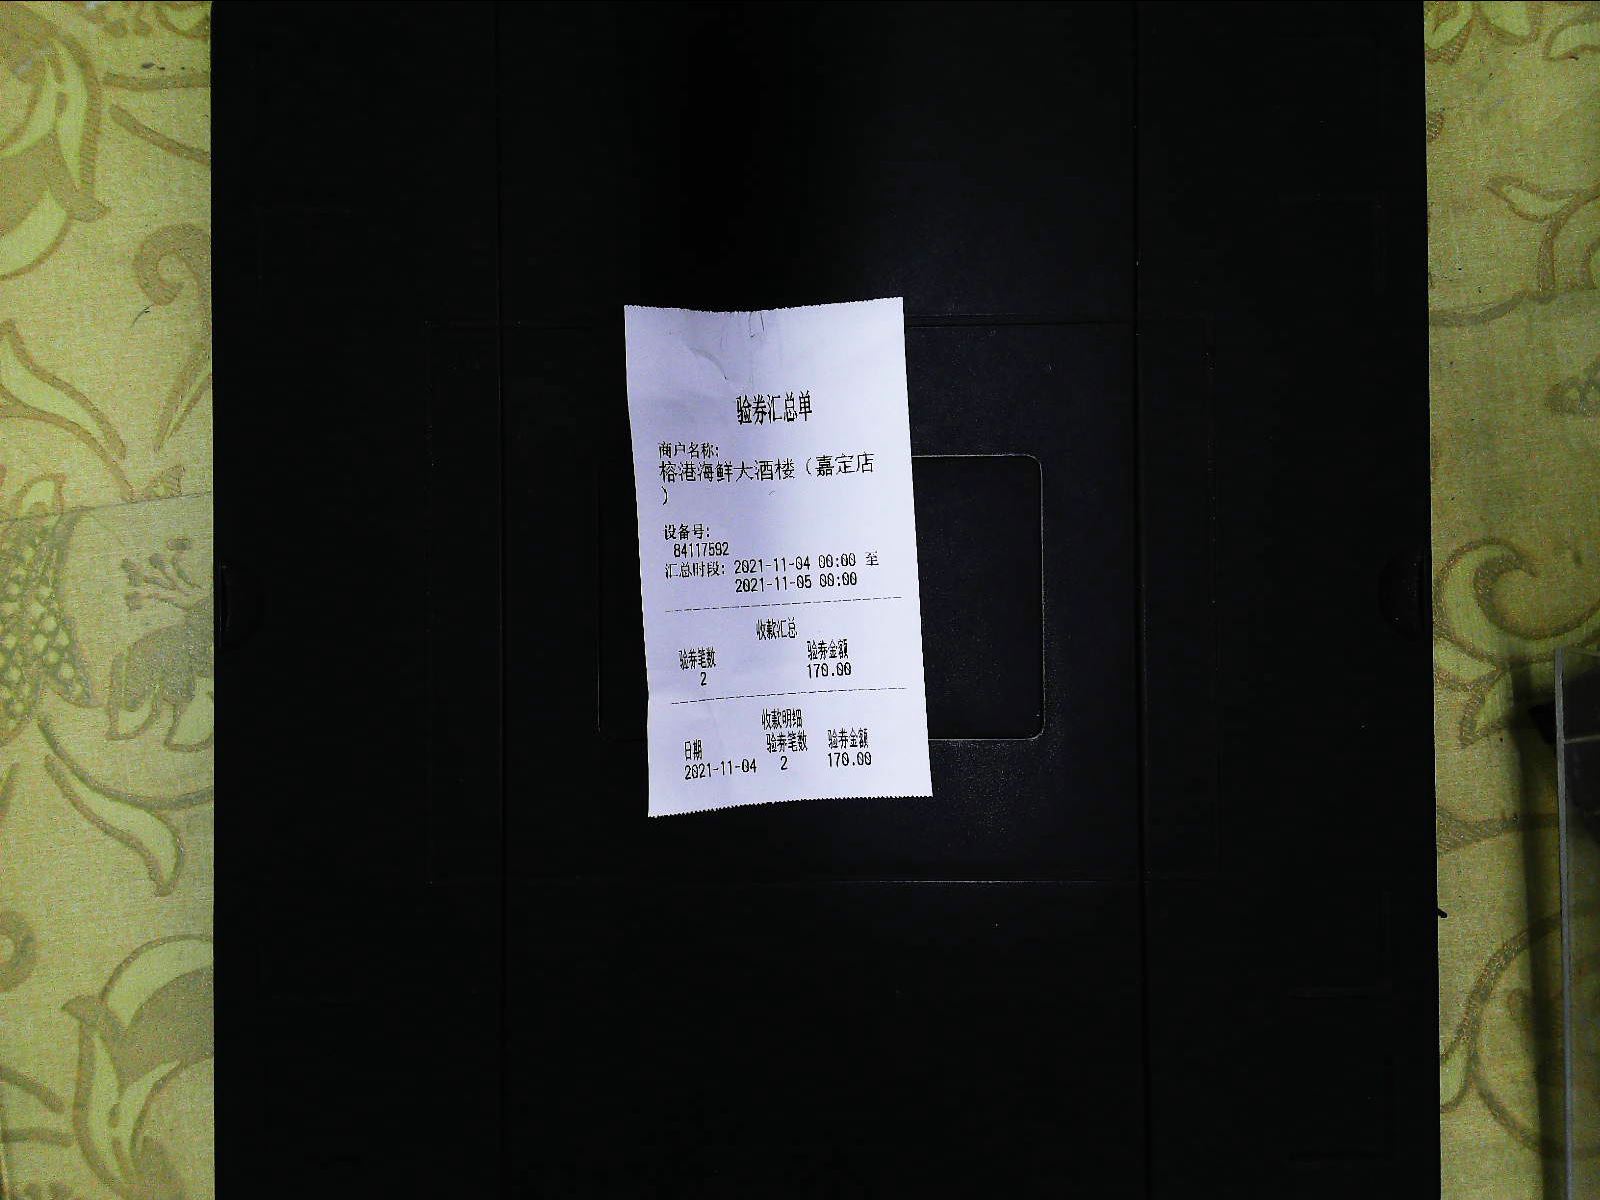 验券汇总单
商户名称:
榕港海鲜大酒楼（嘉定店
）
设备号:
84117592
汇总时段: 2021-11-04 00:00 至
2021-11-05 00:00
收款汇总
验券笔数 验券金额
2 170.00
收款明细
日期 验券笔数 验券金额
2021-11-04 2 170.00